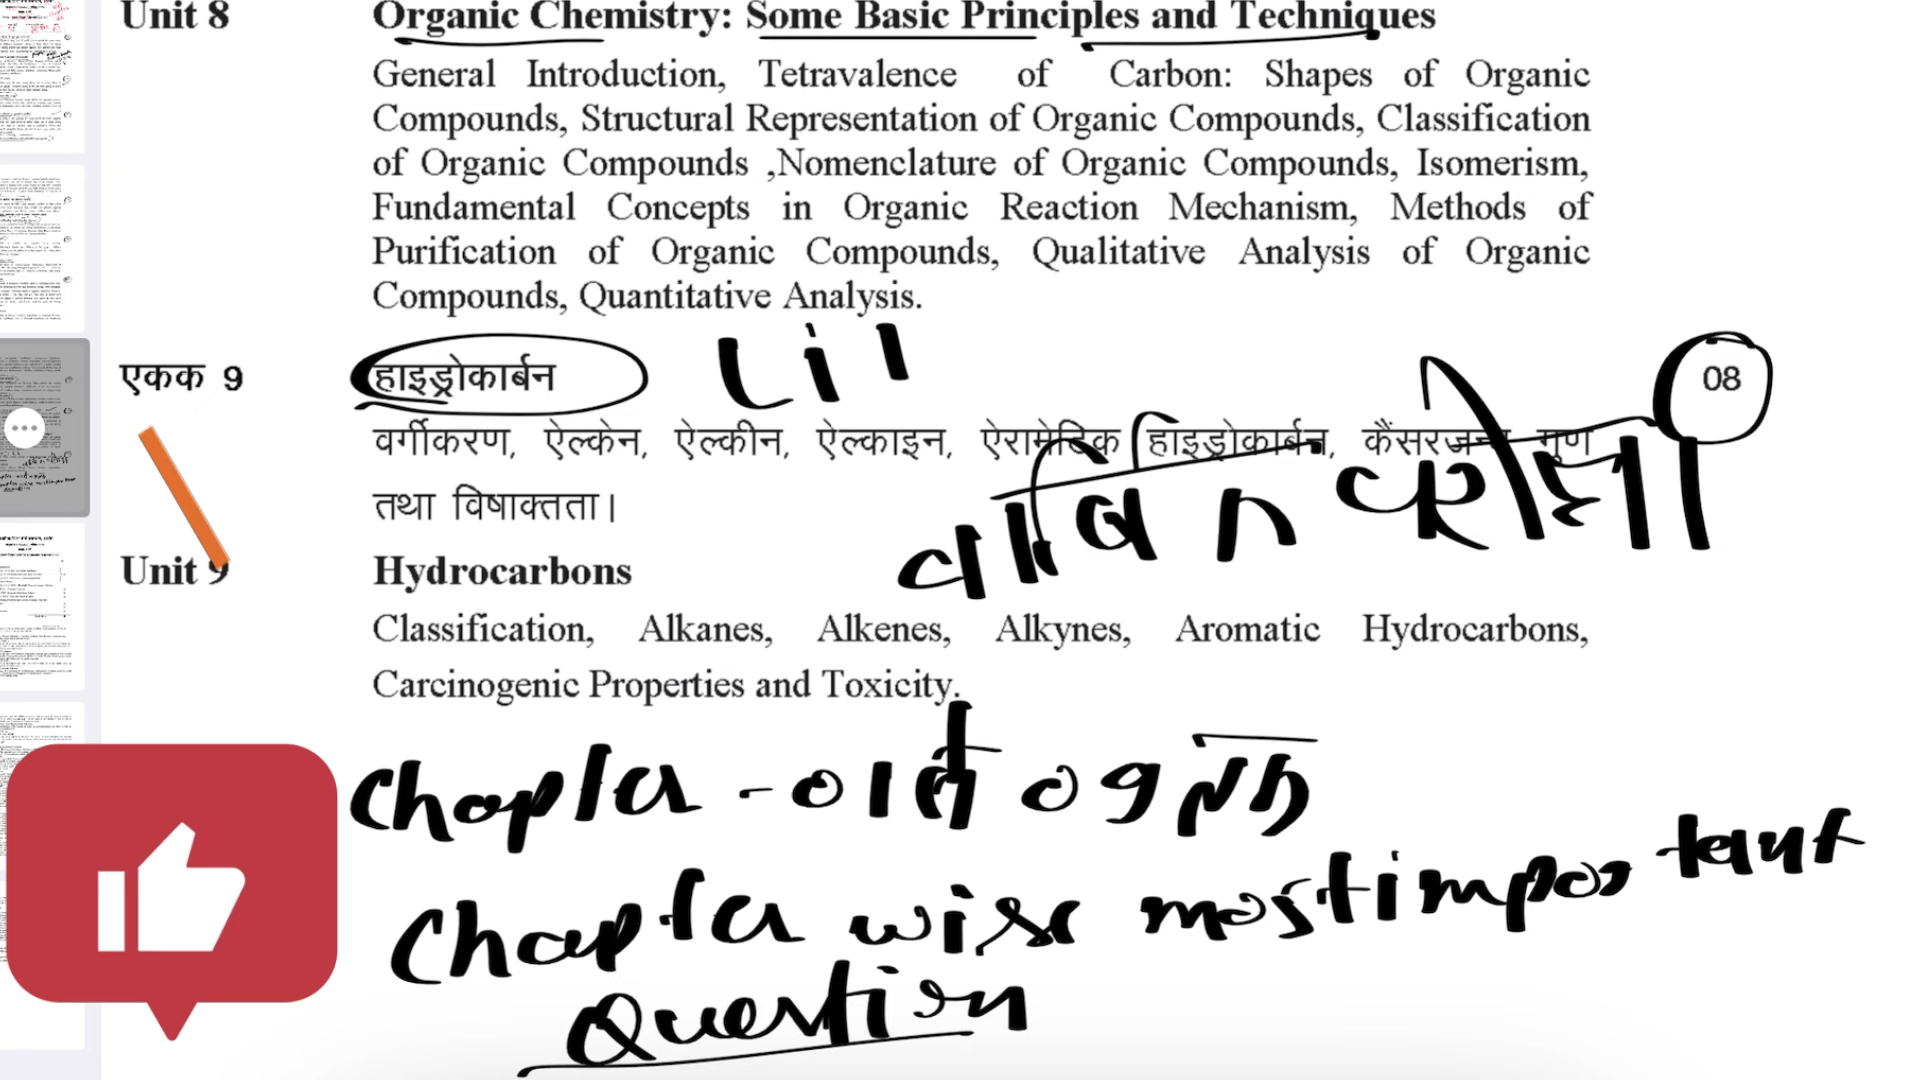 Unit 8 Organic Chemistry: Some Basic Principles and Techniques
General Introduction, Tetravalence of Carbon: Shapes of Organic
Compounds, Structural Representation of Organic Compounds, Classification
of Organic Compounds ,Nomenclature of Organic Compounds, Isomerism,
Fundamental Concepts in Organic Reaction Mechanism, Methods of
Purification of Organic Compounds, Qualitative Analysis of Organic
Compounds, Quantitative Analysis.
एकक 9 हाइड्रोकार्बन 08
वर्गीकरण, ऐल्केन, ऐल्कीन, ऐल्काइन, ऐरामेटिक हाइड्रोकार्बन, कैंसरजन्य गुण
तथा विषाक्तता।
Unit 9 Hydrocarbons
Classification, Alkanes, Alkenes, Alkynes, Aromatic Hydrocarbons,
Carcinogenic Properties and Toxicity.
Chapter wise most important
Question